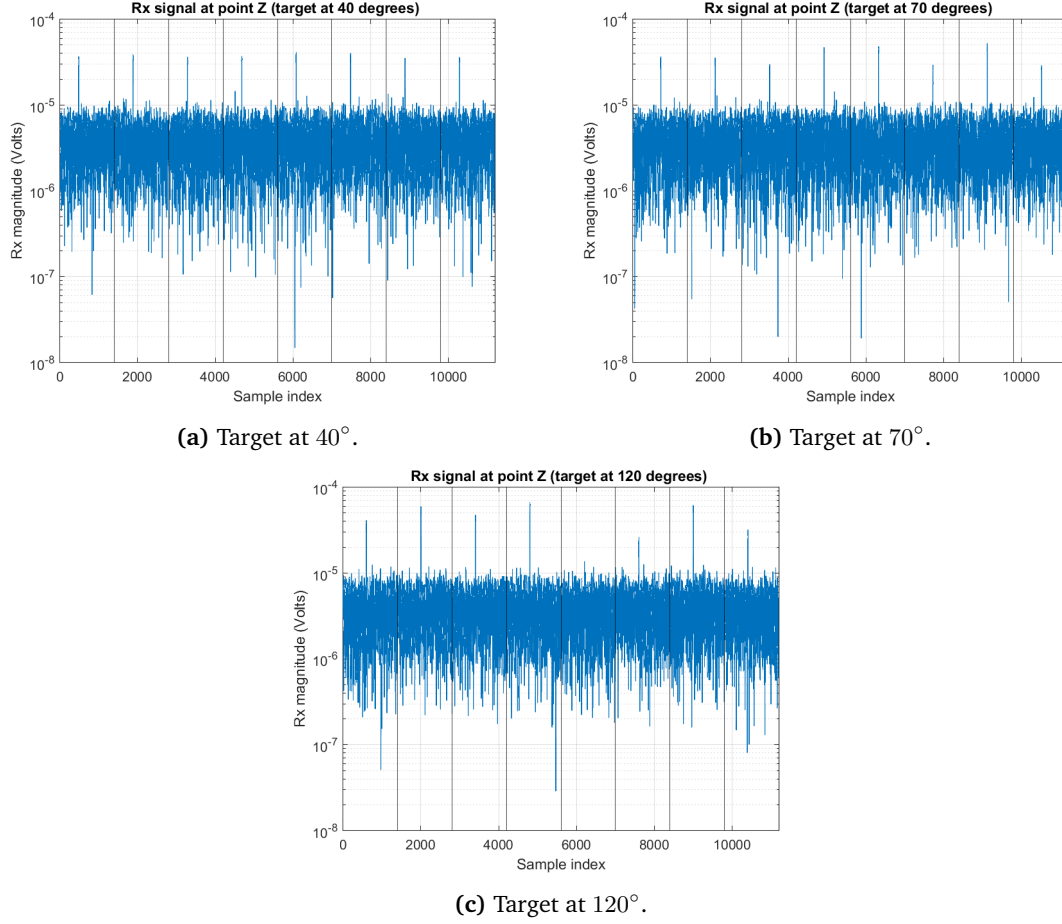 Rx signal at point Z (target at 40 degrees)
10^-4
10^-5
10^-6
10^-7
10^-8
Rx magnitude (Volts)
0 2000 4000 6000 8000 10000
Sample index
(a) Target at 40°.
Rx signal at point Z (target at 70 degrees)
10^-4
10^-5
10^-6
10^-7
10^-8
Rx magnitude (Volts)
0 2000 4000 6000 8000 10000
Sample index
(b) Target at 70°.
Rx signal at point Z (target at 120 degrees)
10^-4
10^-5
10^-6
10^-7
10^-8
Rx magnitude (Volts)
0 2000 4000 6000 8000 10000
Sample index
(c) Target at 120°.